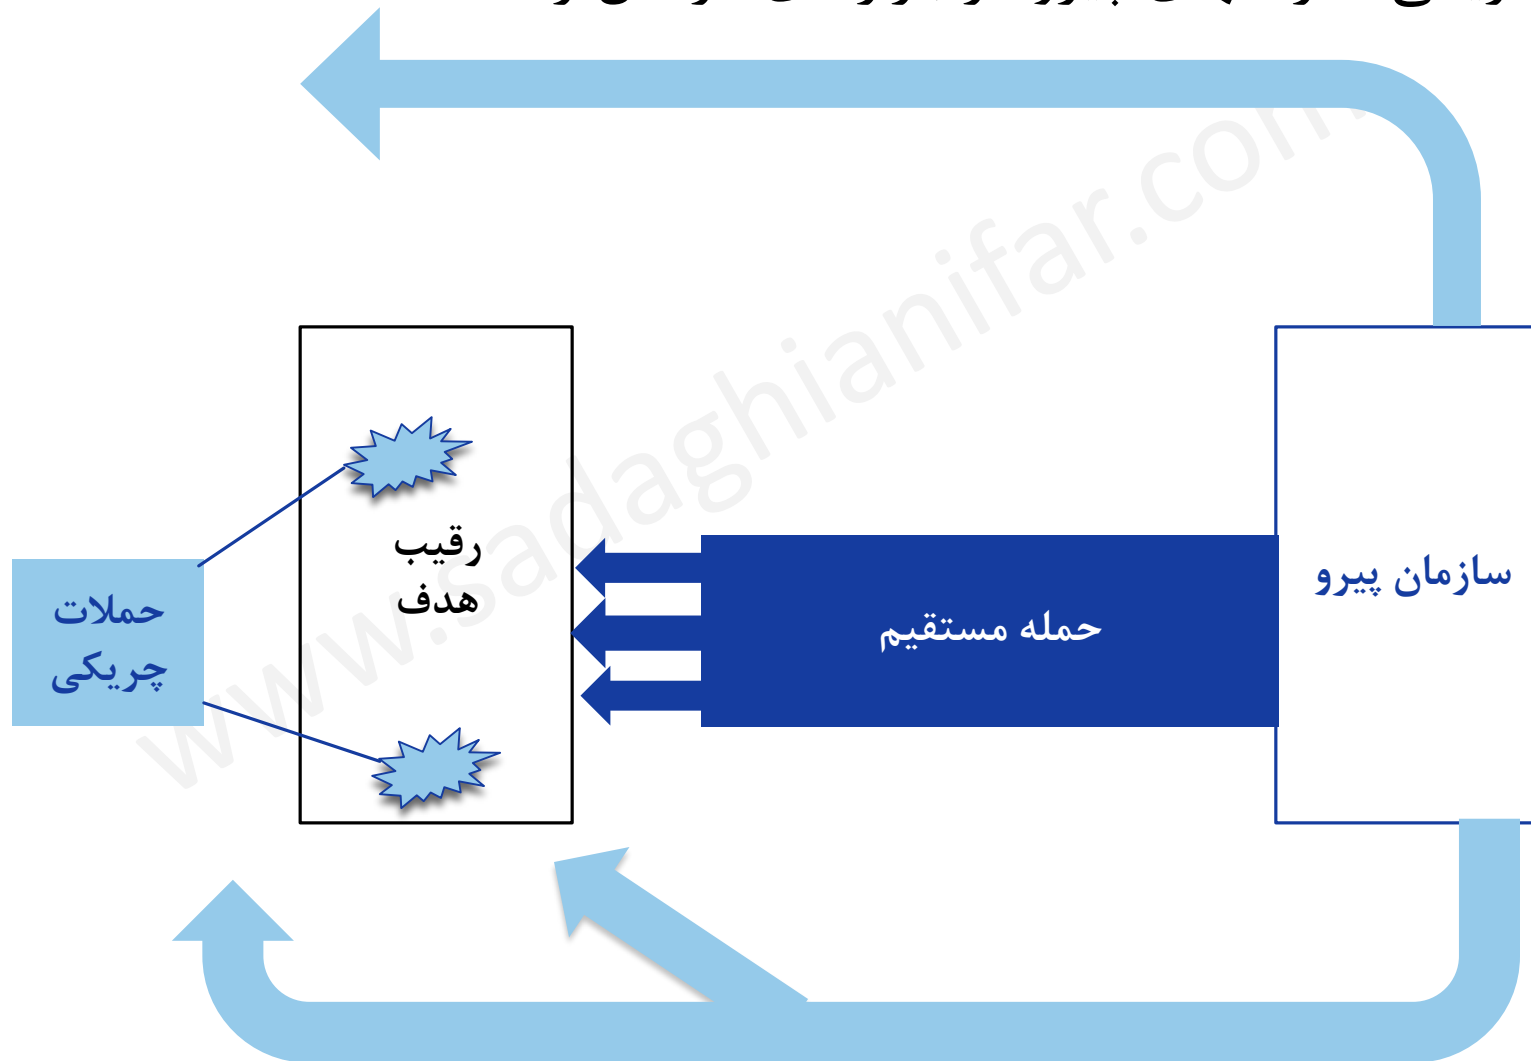 سازمان پیرو
حمله مستقیم
رقیب
هدف
حملات
چریکی
www.sadaghianifar.com